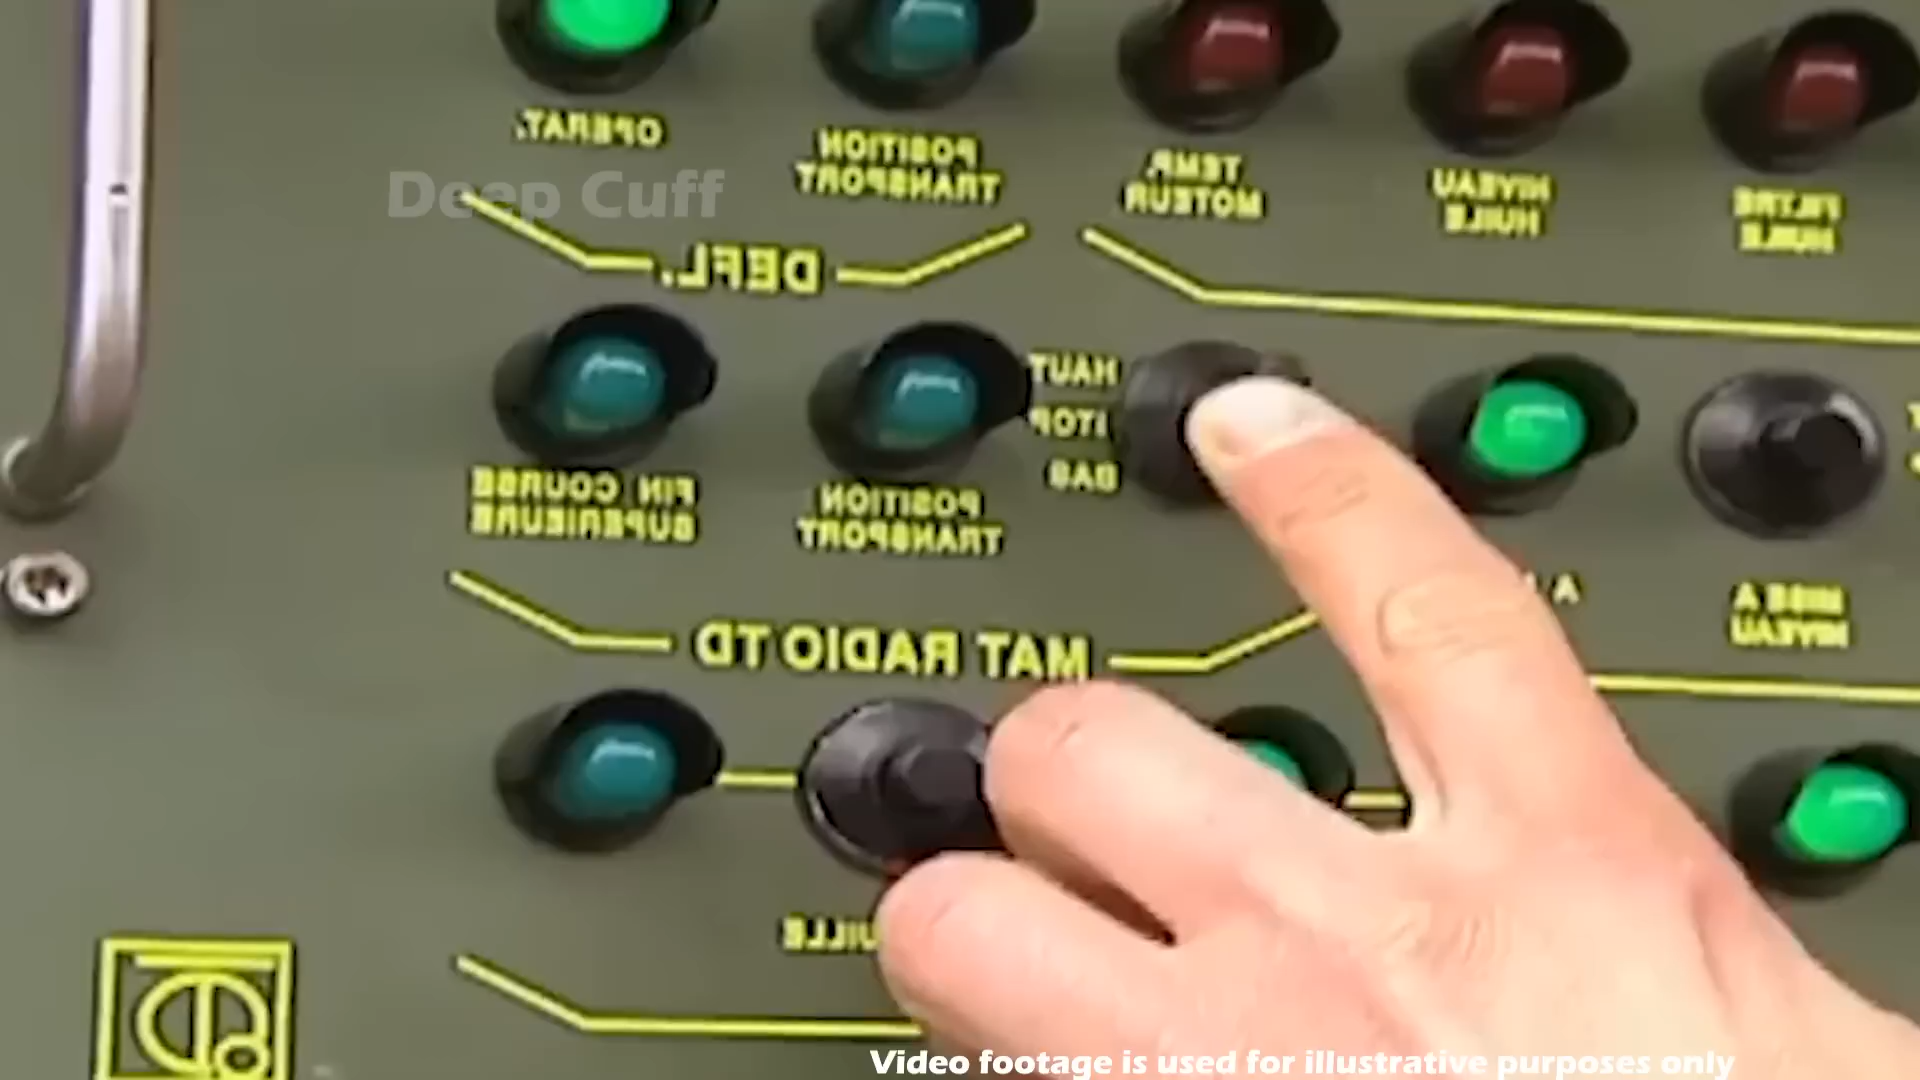 OPERAT.
POSITION
TRANSPORT
TEMP.
MOTEUR
NIVEAU
HUILE
FILTRE
HUILE
Deep Cuff
DEFL.
HAUT
STOP
BAS
FIN COURSE
SUPERIEURE
POSITION
TRANSPORT
MISE A
NIVEAU
MAT RADIO TD
Video footage is used for illustrative purposes only